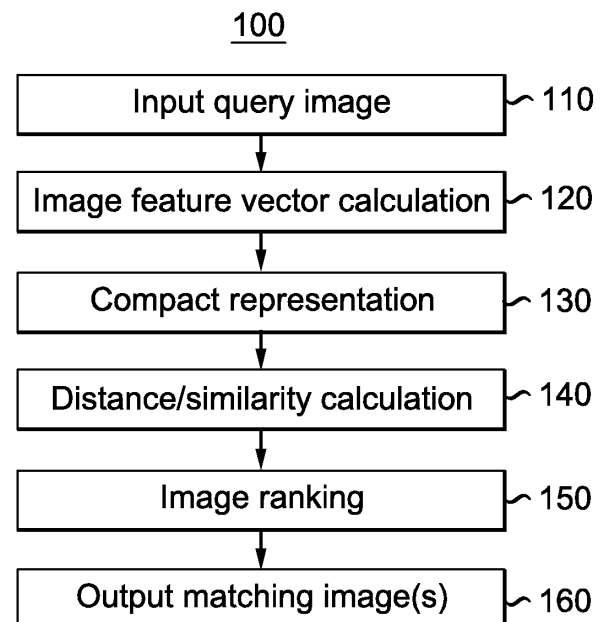 100
Input query image
110
Image feature vector calculation
120
Compact representation
130
Distance/similarity calculation
140
Image ranking
150
Output matching image(s)
160